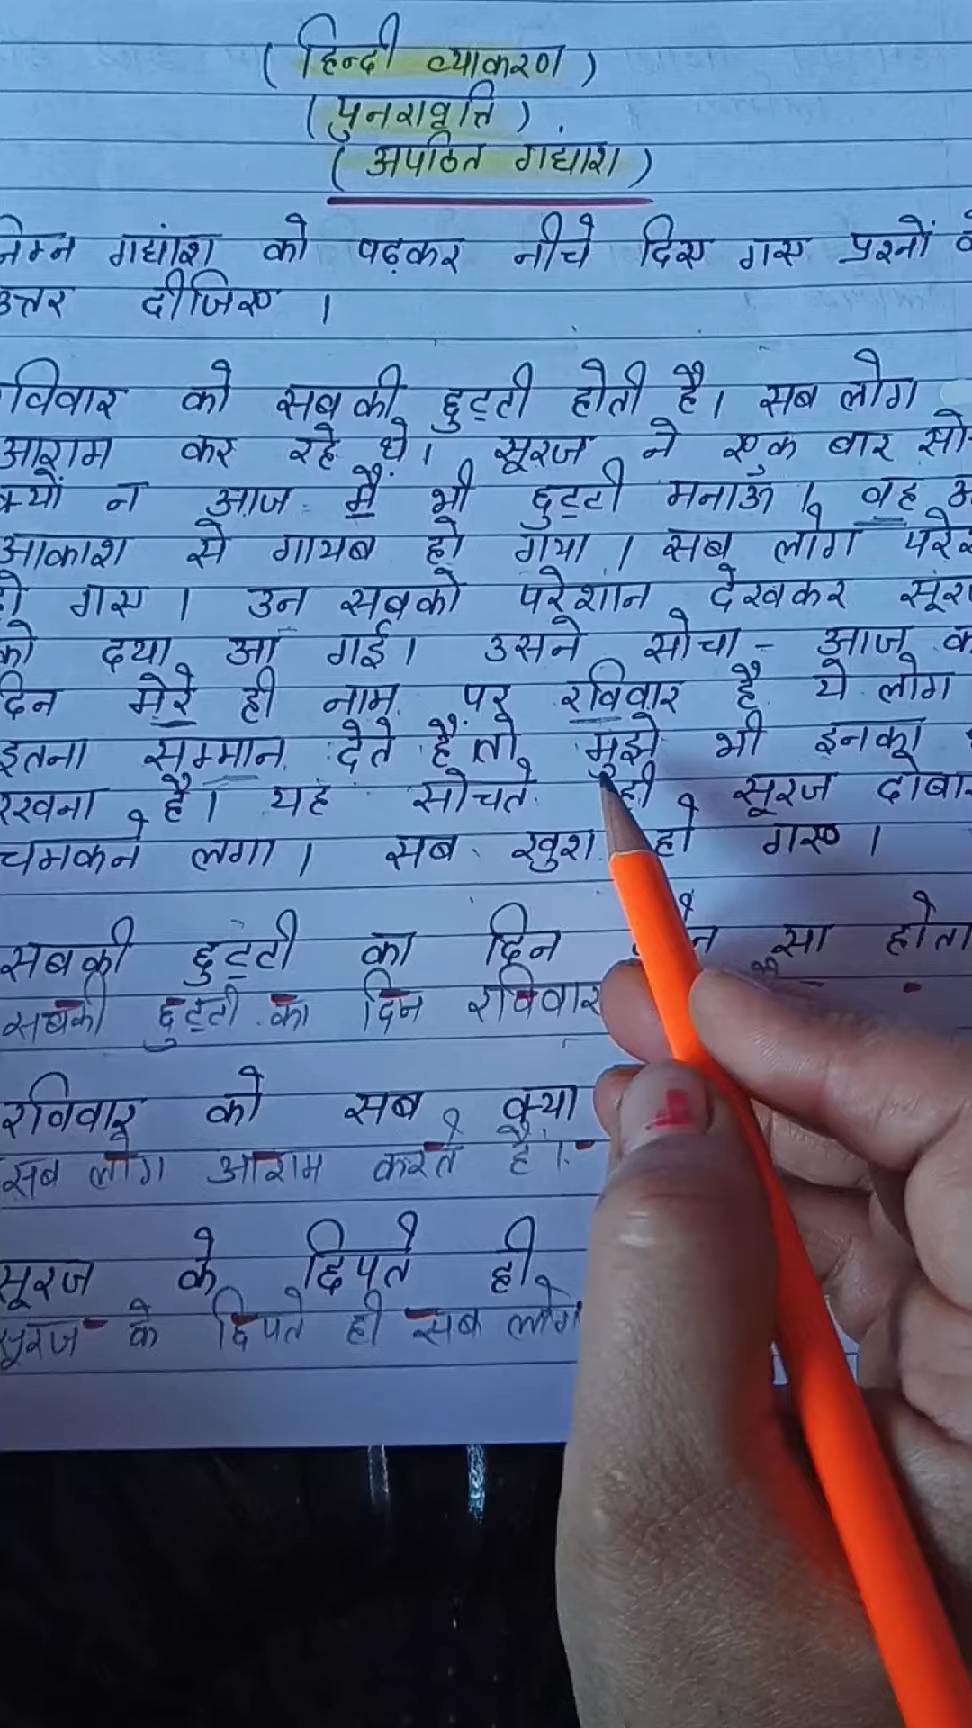 ( हिन्दी व्याकरण )
( पुनरावृत्ति )
( अपठित गद्यांश )
निम्न गद्यांश को पढ़कर नीचे दिए गए प्रश्नों
उत्तर दीजिए ।
रविवार को सबकी छुट्टी होती है। सब लोग
आराम कर रहे थे। सूरज ने एक बार
क्यों न आज मैं भी छुट्टी मनाऊँ । वह
आकाश से गायब हो गया । सब लोग
हो गए । उन सबको परेशान देखकर
को दया आ गई। उसने सोचा - आज
दिन मेरे ही नाम पर रविवार है ये लोग
इतना सम्मान देते हैं तो मुझे भी इनका
रखना है। यह सोचते ही सूरज
चमकने लगा । सब खुश हो गए ।
सबकी छुट्टी का दिन सा होता
सबकी छुट्टी का दिन रविवार
रविवार को सब क्या
सब लोग आराम करते है।
सूरज के छिपते ही
सूरज के छिपते ही सब लोग